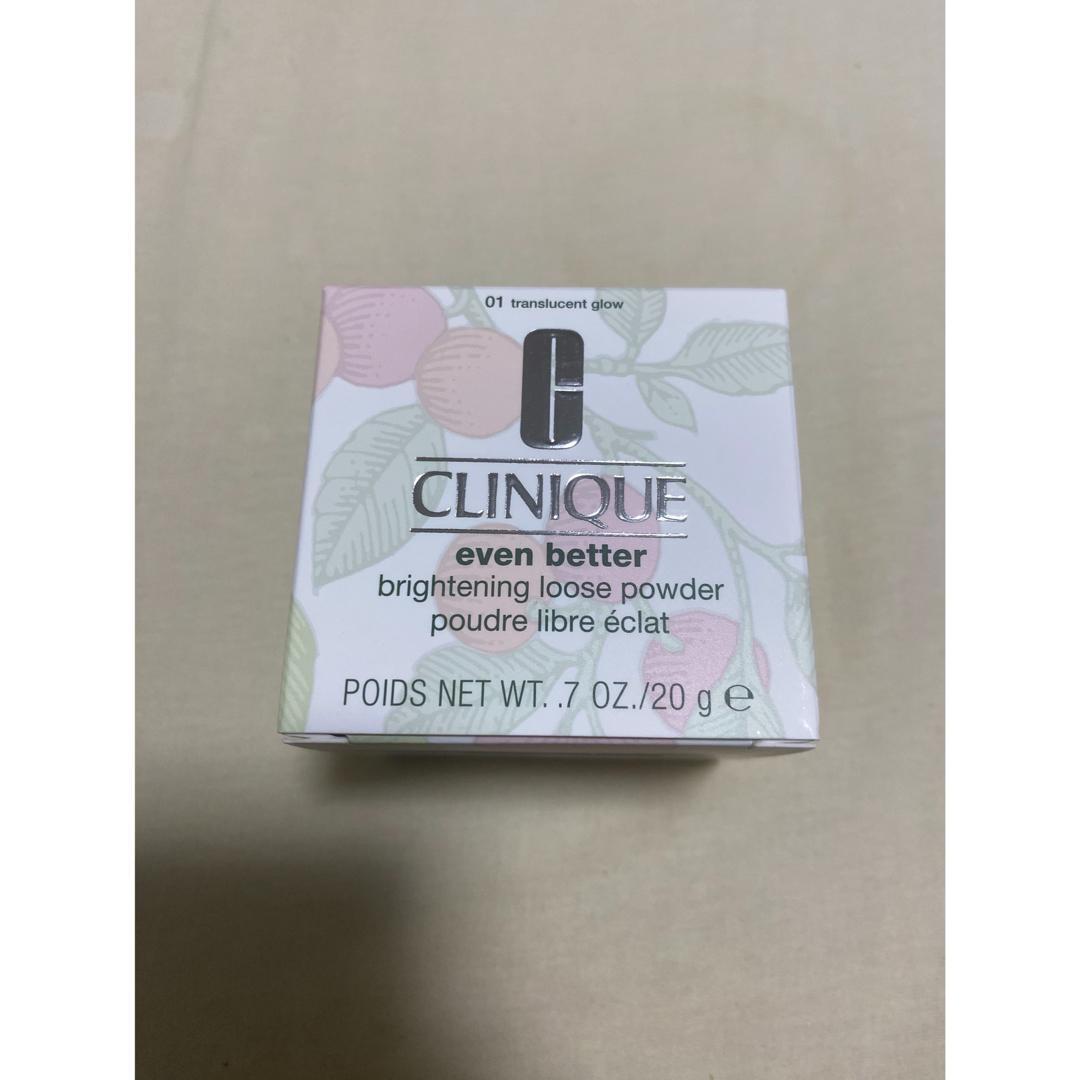 01 translucent glow
C
CLINIQUE
even better
brightening loose powder
poudre libre éclat
POIDS NET WT. .7 OZ./20 g ℮